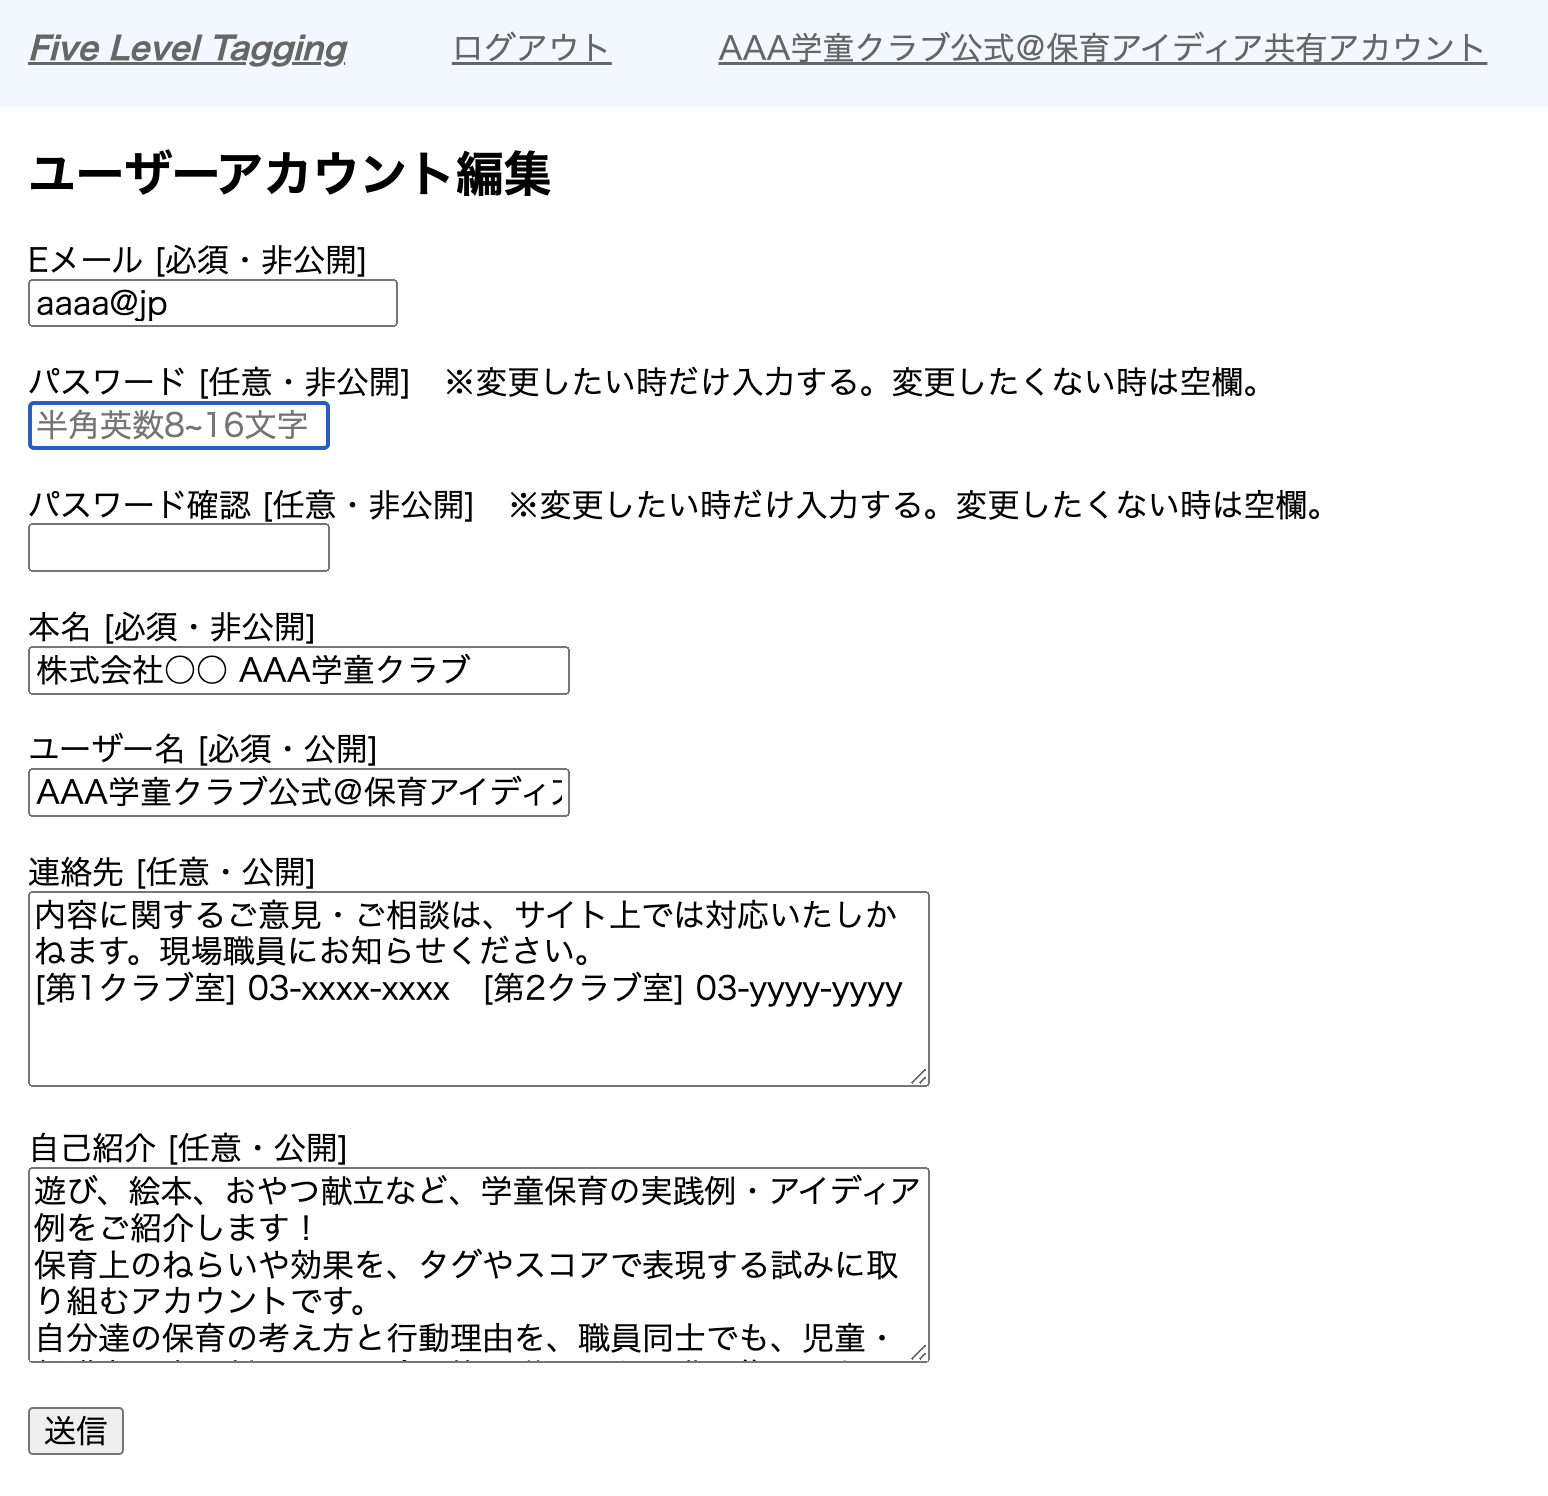 Five Level Tagging ログアウト AAA学童クラブ公式@保育アイディア共有アカウント
ユーザーアカウント編集
Eメール [必須・非公開]
aaaa@jp
パスワード [任意・非公開]　※変更したい時だけ入力する。変更したくない時は空欄。
半角英数8~16文字
パスワード確認 [任意・非公開]　※変更したい時だけ入力する。変更したくない時は空欄。
本名 [必須・非公開]
株式会社○○ AAA学童クラブ
ユーザー名 [必須・公開]
AAA学童クラブ公式@保育アイディ
連絡先 [任意・公開]
内容に関するご意見・ご相談は、サイト上では対応いたしか
ねます。現場職員にお知らせください。
[第1クラブ室] 03-xxxx-xxxx　[第2クラブ室] 03-yyyy-yyyy
自己紹介 [任意・公開]
遊び、絵本、おやつ献立など、学童保育の実践例・アイディア
例をご紹介します！
保育上のねらいや効果を、タグやスコアで表現する試みに取
り組むアカウントです。
自分達の保育の考え方と行動理由を、職員同士でも、児童・
送信